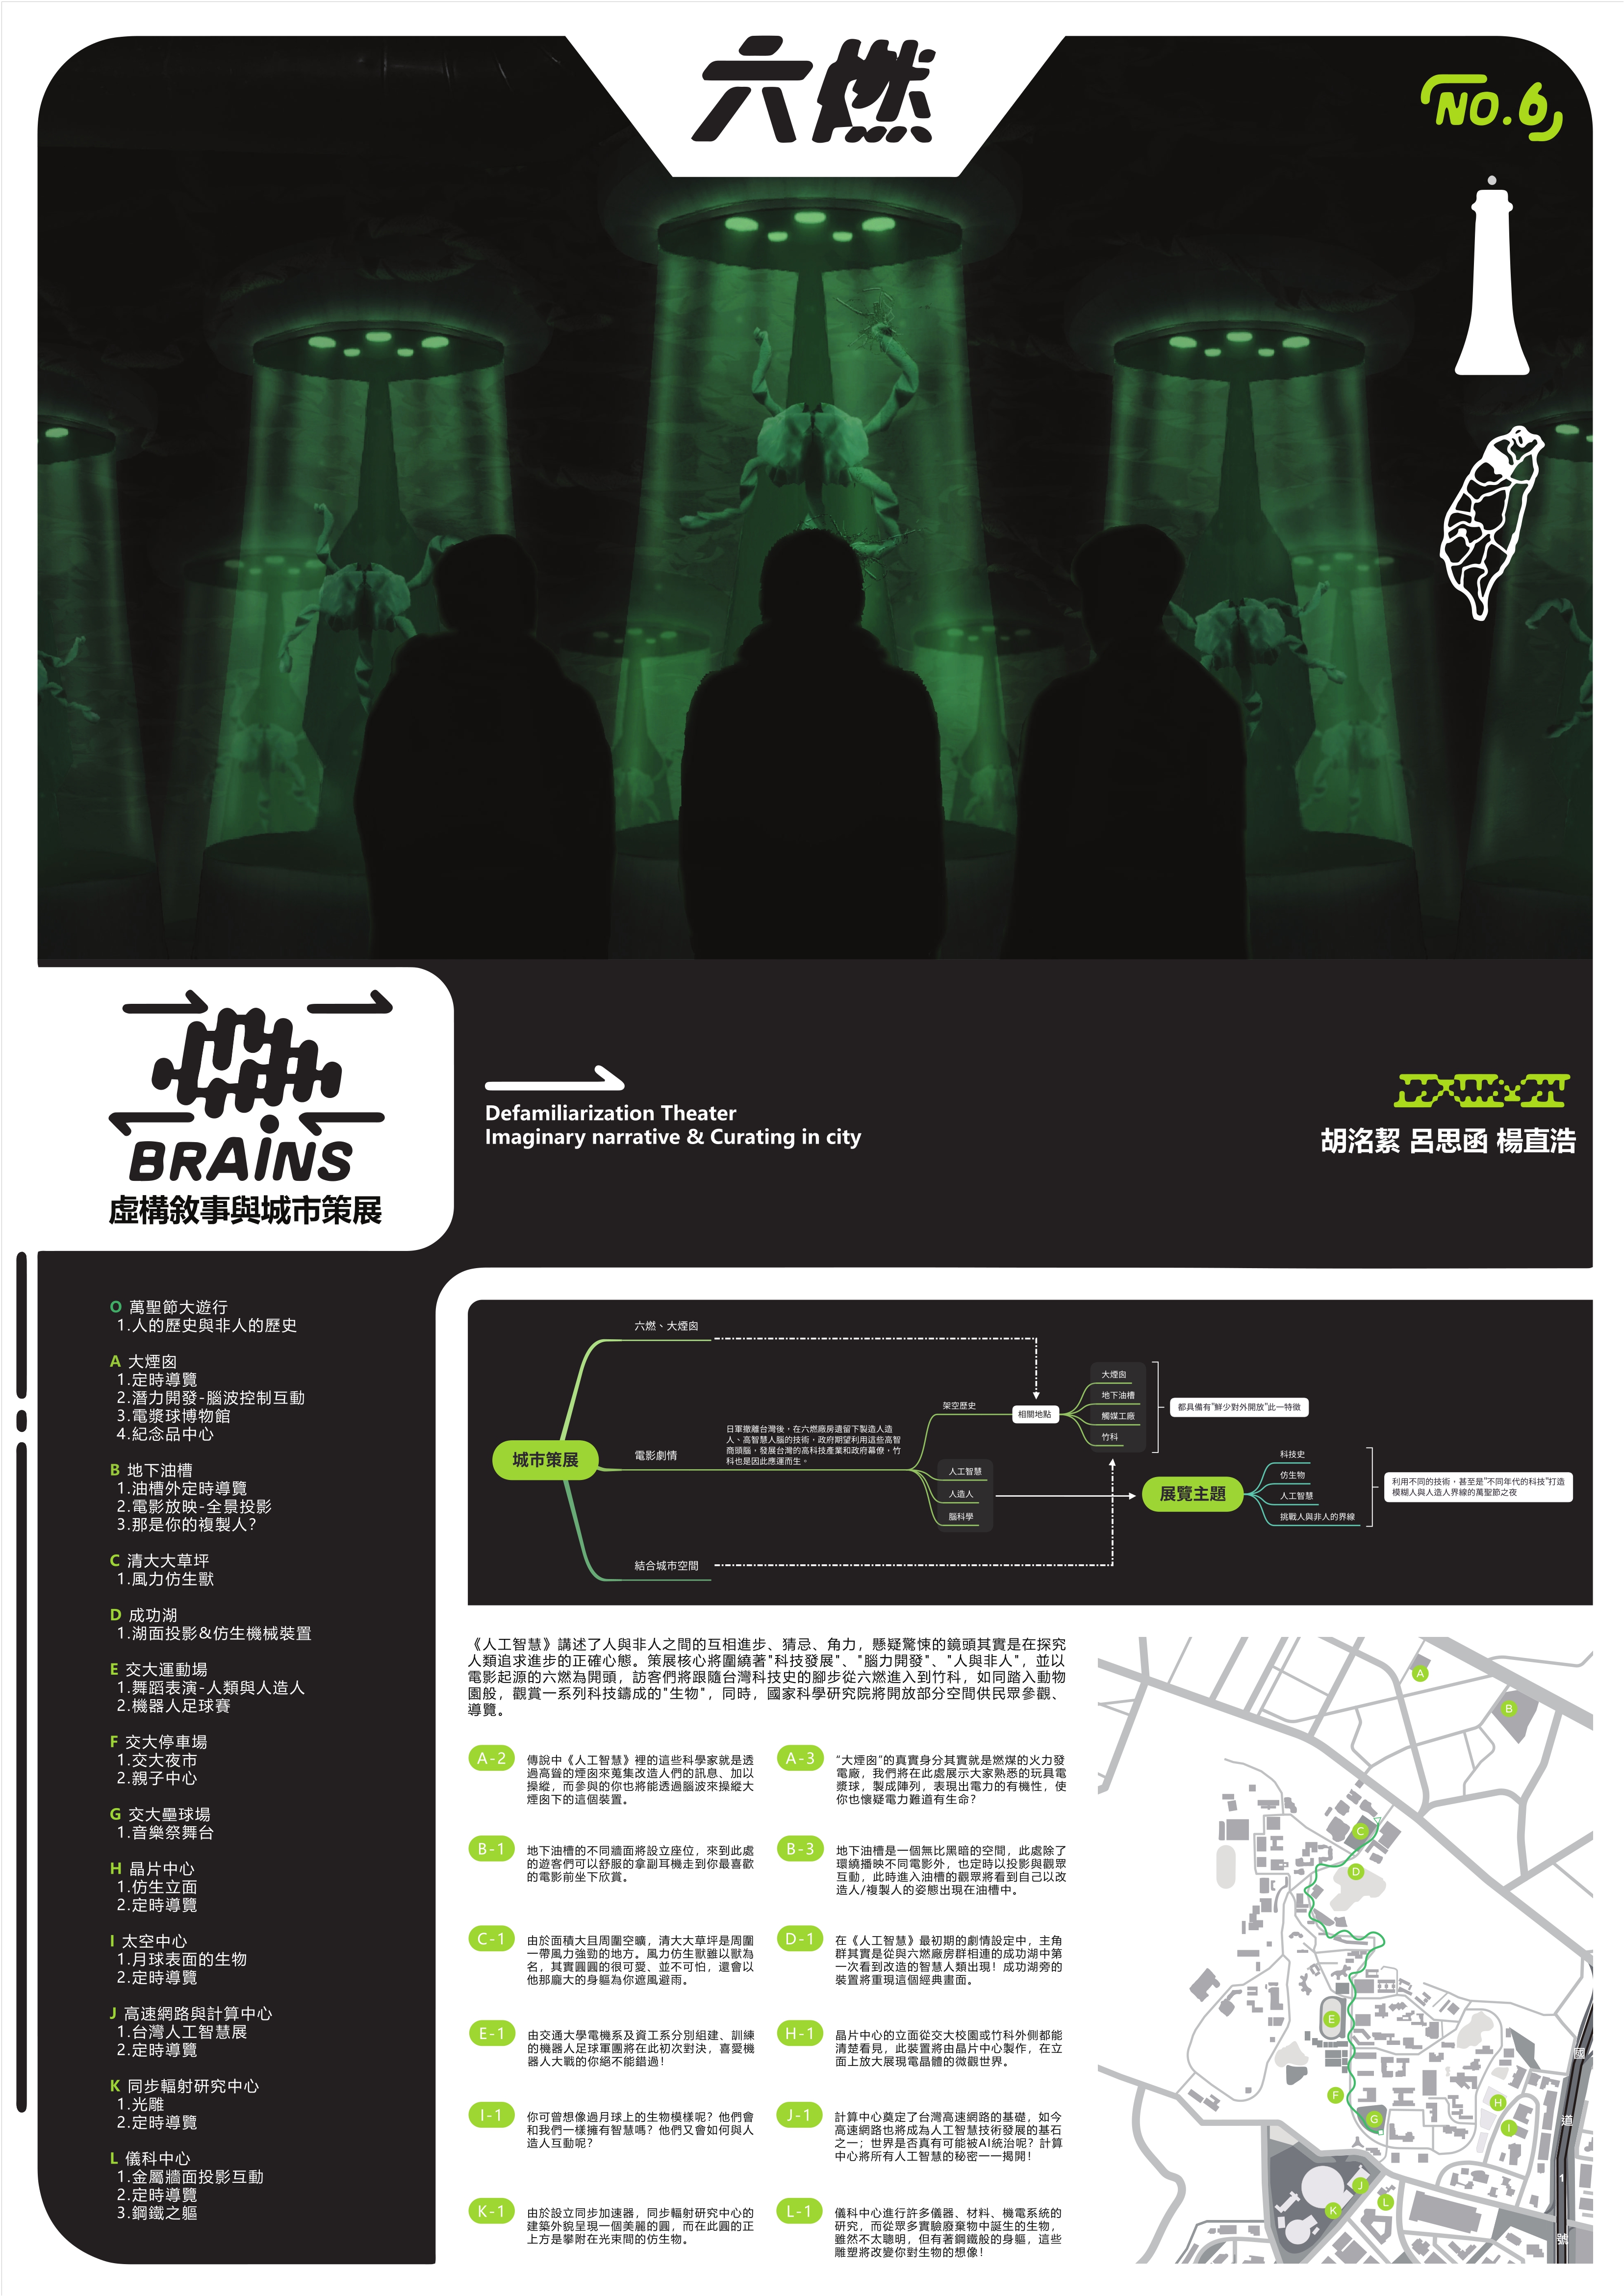 六燃
NO.6
BRAiNS
虛構敘事與城市策展
Defamiliarization Theater
Imaginary narrative & Curating in city
胡洺絜 呂思函 楊直浩
O 萬聖節大遊行
1.人的歷史與非人的歷史
A 大煙囪
1.定時導覽
2.潛力開發-腦波控制互動
3.電漿球博物館
4.紀念品中心
B 地下油槽
1.油槽外定時導覽
2.電影放映-全景投影
3.那是你的複製人?
C 清大大草坪
1.風力仿生獸
D 成功湖
1.湖面投影&仿生機械裝置
E 交大運動場
1.舞蹈表演-人類與人造人
2.機器人足球賽
F 交大停車場
1.交大夜市
2.親子中心
G 交大壘球場
1.音樂祭舞台
H 晶片中心
1.仿生立面
2.定時導覽
I 太空中心
1.月球表面的生物
2.定時導覽
J 高速網路與計算中心
1.台灣人工智慧展
2.定時導覽
K 同步輻射研究中心
1.光雕
2.定時導覽
L 儀科中心
1.金屬牆面投影互動
2.定時導覽
3.鋼鐵之軀
城市策展
六燃、大煙囪
電影劇情
日軍撤離台灣後，在六燃廠房遺留下製造人造
人、高智慧人腦的技術，政府期望利用這些高智
商頭腦，發展台灣的高科技產業和政府幕僚，竹
科也是因此應運而生。
結合城市空間
架空歷史
人工智慧
人造人
腦科學
相關地點
大煙囪
地下油槽
觸媒工廠
竹科
都具備有"鮮少對外開放"此一特徵
展覽主題
科技史
仿生物
人工智慧
挑戰人與非人的界線
利用不同的技術，甚至是"不同年代的科技"打造
模糊人與人造人界線的萬聖節之夜
《人工智慧》講述了人與非人之間的互相進步、猜忌、角力，懸疑驚悚的鏡頭其實是在探究
人類追求進步的正確心態。策展核心將圍繞著"科技發展"、"腦力開發"、"人與非人"，並以
電影起源的六燃為開頭，訪客們將跟隨台灣科技史的腳步從六燃進入到竹科，如同踏入動物
園般，觀賞一系列科技鑄成的"生物"，同時，國家科學研究院將開放部分空間供民眾參觀、
導覽。
A-2
傳說中《人工智慧》裡的這些科學家就是透
過高聳的煙囪來蒐集改造人們的訊息、加以
操縱，而參與的你也將能透過腦波來操縱大
煙囪下的這個裝置。
A-3
“大煙囪”的真實身分其實就是燃煤的火力發
電廠，我們將在此處展示大家熟悉的玩具電
漿球，製成陣列，表現出電力的有機性，使
你也懷疑電力難道有生命？
B-1
地下油槽的不同牆面將設立座位，來到此處
的遊客們可以舒服的拿副耳機走到你最喜歡
的電影前坐下欣賞。
B-3
地下油槽是一個無比黑暗的空間，此處除了
環繞播映不同電影外，也定時以投影與觀眾
互動，此時進入油槽的觀眾將看到自己以改
造人/複製人的姿態出現在油槽中。
C-1
由於面積大且周圍空曠，清大大草坪是周圍
一帶風力強勁的地方。風力仿生獸雖以獸為
名，其實圓圓的很可愛、並不可怕，還會以
他那龐大的身軀為你遮風避雨。
D-1
在《人工智慧》最初期的劇情設定中，主角
群其實是從與六燃廠房群相連的成功湖中第
一次看到改造的智慧人類出現！成功湖旁的
裝置將重現這個經典畫面。
E-1
由交通大學電機系及資工系分別組建、訓練
的機器人足球軍團將在此初次對決，喜愛機
器人大戰的你絕不能錯過！
H-1
晶片中心的立面從交大校園或竹科外側都能
清楚看見，此裝置將由晶片中心製作，在立
面上放大展現電晶體的微觀世界。
I-1
你可曾想像過月球上的生物模樣呢？他們會
和我們一樣擁有智慧嗎？他們又會如何與人
造人互動呢？
J-1
計算中心奠定了台灣高速網路的基礎，如今
高速網路也將成為人工智慧技術發展的基石
之一；世界是否真有可能被AI統治呢？計算
中心將所有人工智慧的秘密一一揭開！
K-1
由於設立同步加速器，同步輻射研究中心的
建築外貌呈現一個美麗的圓，而在此圓的正
上方是攀附在光束間的仿生物。
L-1
儀科中心進行許多儀器、材料、機電系統的
研究，而從眾多實驗廢棄物中誕生的生物，
雖然不太聰明，但有著鋼鐵般的身軀，這些
雕塑將改變你對生物的想像！
A
B
C
D
E
F
G
H
I
J
K
L
國
道
1
號